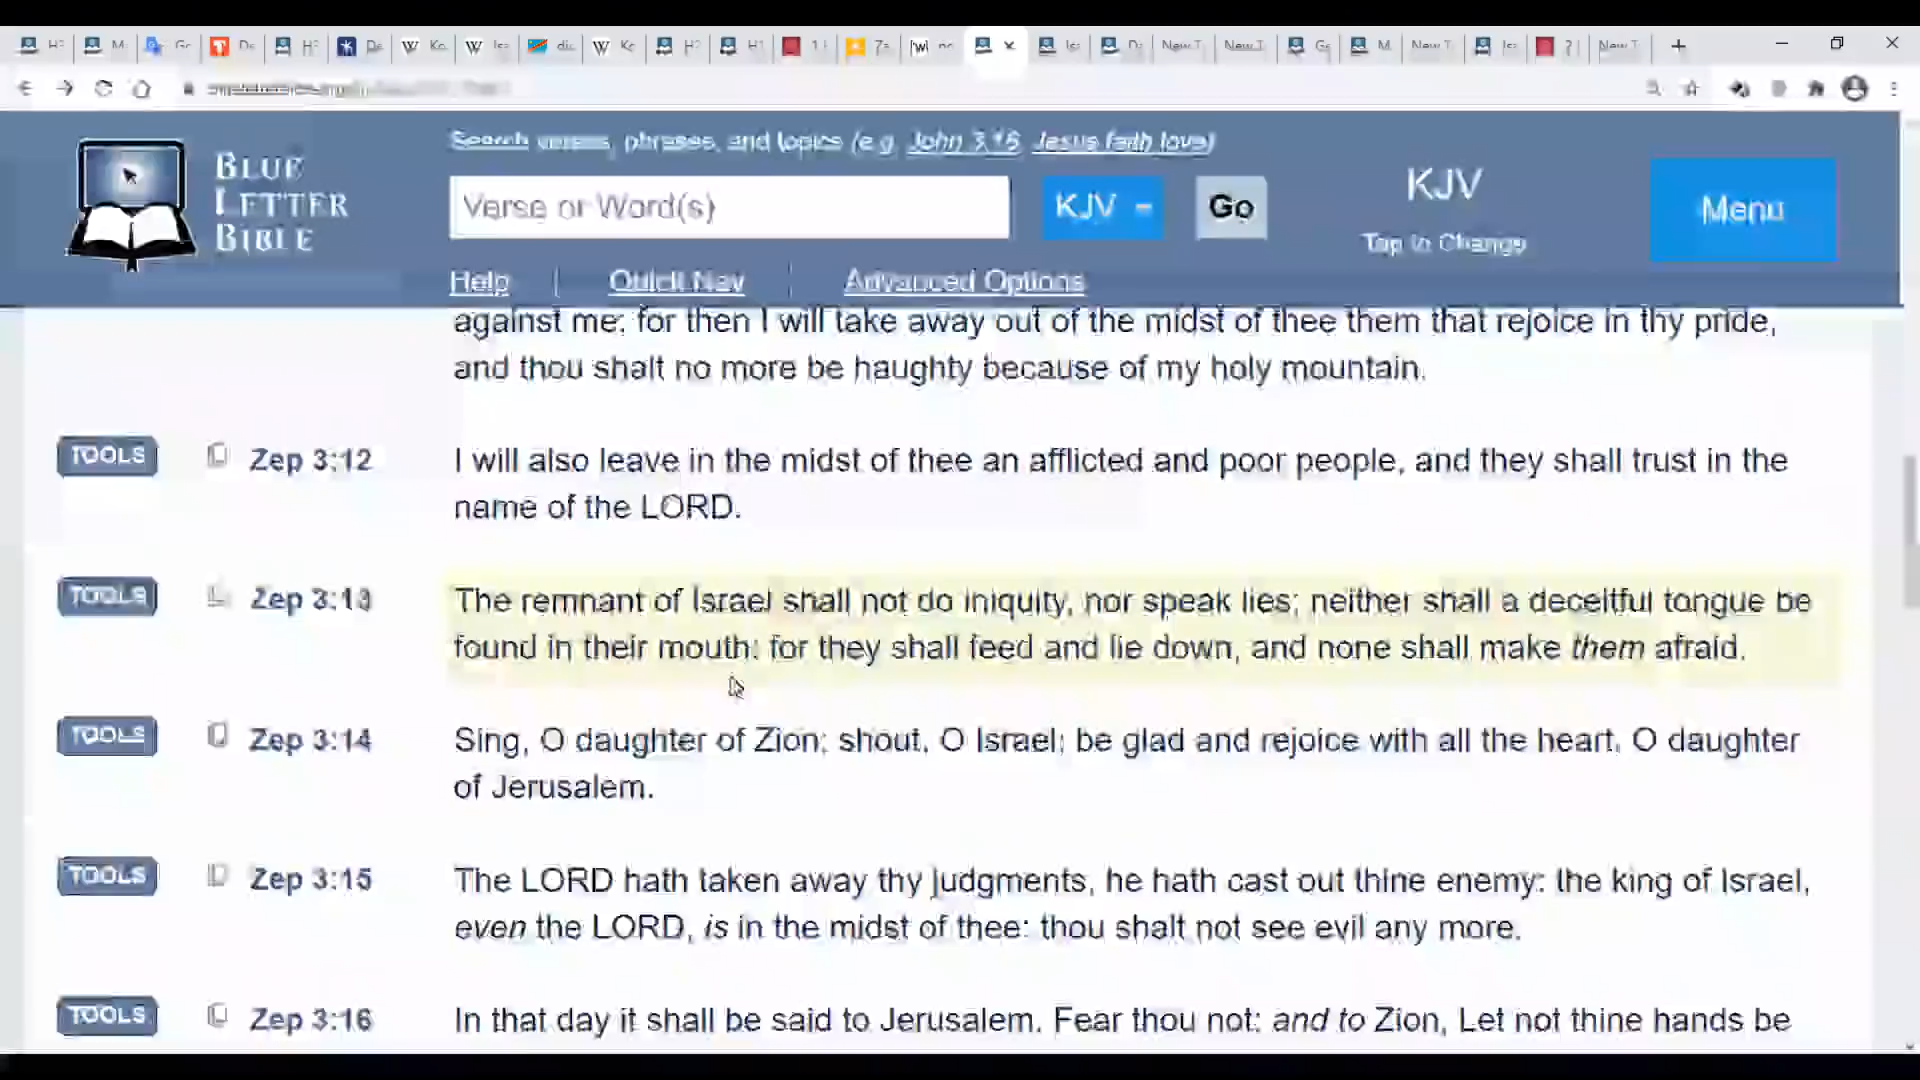 New T
New T
New T
New T
Search verses, phrases, and topics (e.g. John 3:16, Jesus faith love)
BLUE
LETTER
BIBLE
Verse or Word(s)
KJV
Go
KJV
Tap to Change
Menu
Help
Quick Nav
Advanced Options
against me: for then I will take away out of the midst of thee them that rejoice in thy pride,
and thou shalt no more be haughty because of my holy mountain.
TOOLS Zep 3:12 I will also leave in the midst of thee an afflicted and poor people, and they shall trust in the
name of the LORD.
TOOLS Zep 3:13 The remnant of Israel shall not do iniquity, nor speak lies; neither shall a deceitful tongue be
found in their mouth: for they shall feed and lie down, and none shall make them afraid.
TOOLS Zep 3:14 Sing, O daughter of Zion; shout, O Israel; be glad and rejoice with all the heart, O daughter
of Jerusalem.
TOOLS Zep 3:15 The LORD hath taken away thy judgments, he hath cast out thine enemy: the king of Israel,
even the LORD, is in the midst of thee: thou shalt not see evil any more.
TOOLS Zep 3:16 In that day it shall be said to Jerusalem, Fear thou not: and to Zion, Let not thine hands be